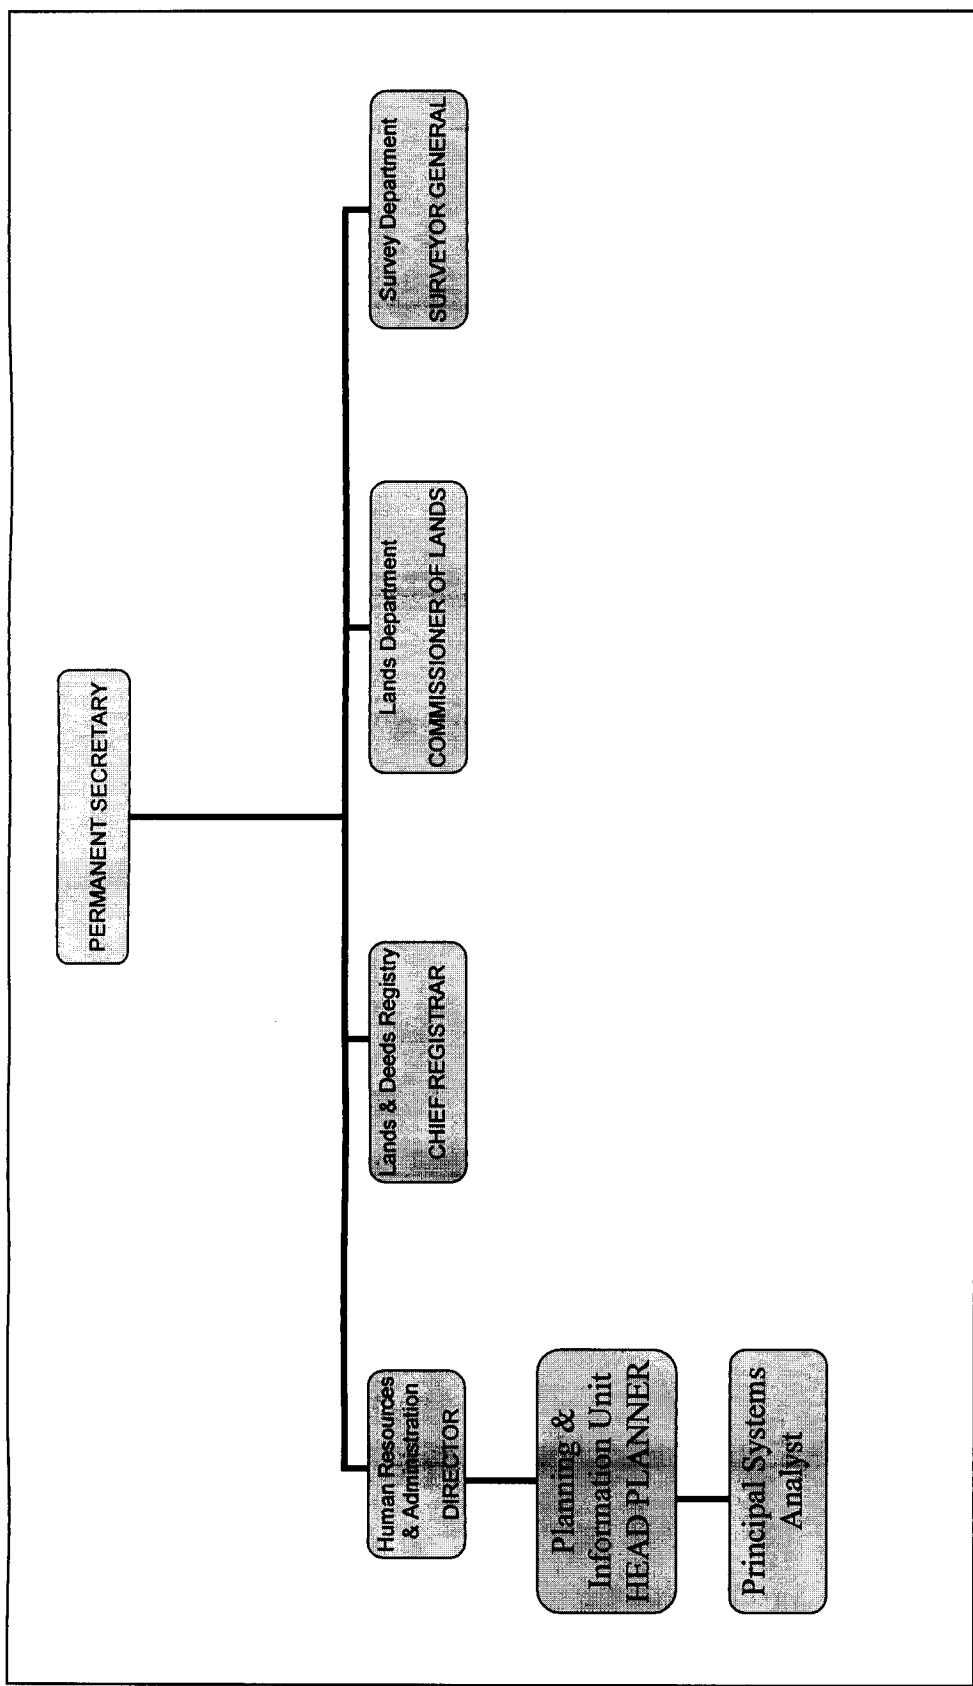 PERMANENT SECRETARY
Human Resources
& Administration
DIRECTOR
Lands & Deeds Registry
CHIEF REGISTRAR
Lands Department
COMMISSIONER OF LANDS
Survey Department
SURVEYOR GENERAL
Planning &
Information Unit
HEAD PLANNER
Principal Systems
Analyst